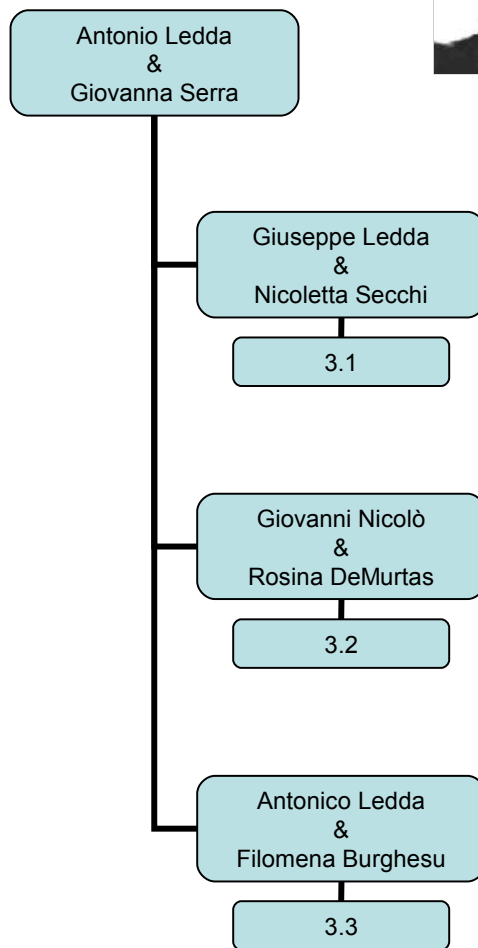 Antonio Ledda
&
Giovanna Serra
Giuseppe Ledda
&
Nicoletta Secchi
3.1
Giovanni Nicolò
&
Rosina DeMurtas
3.2
Antonico Ledda
&
Filomena Burghesu
3.3